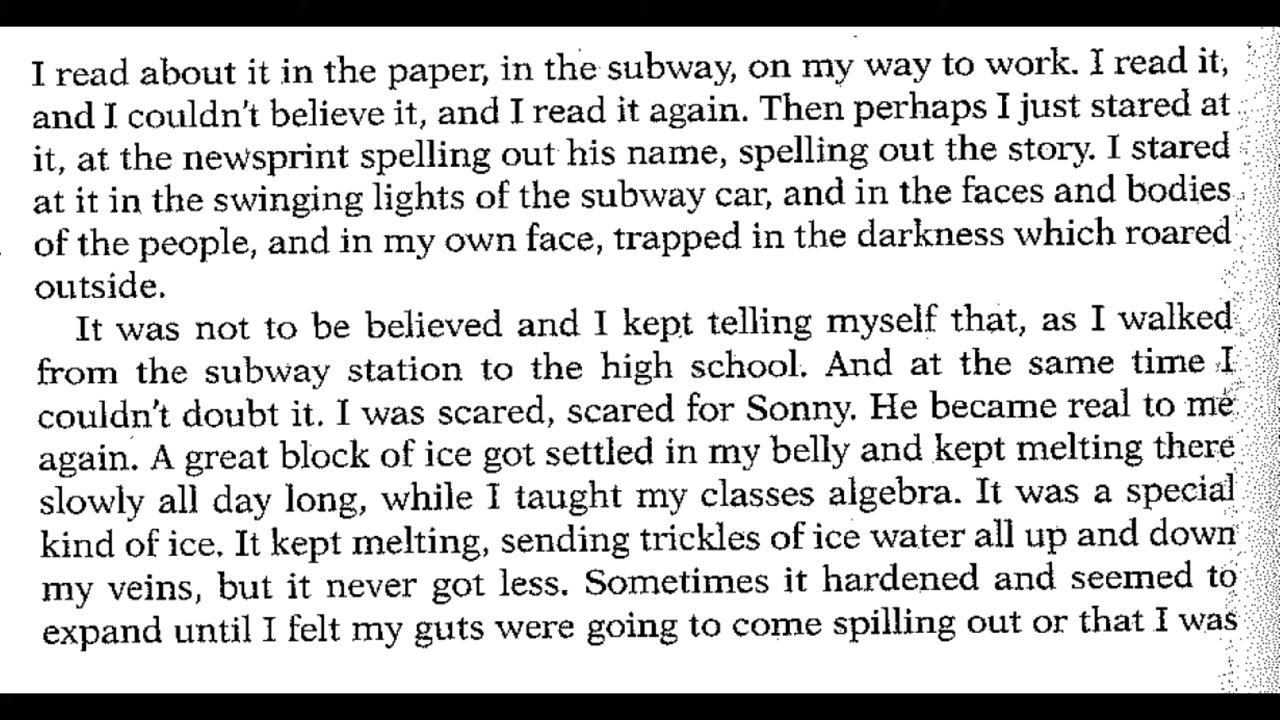 I read about it in the paper, in the subway, on my way to work. I read it,
and I couldn't believe it, and I read it again. Then perhaps I just stared at
it, at the newsprint spelling out his name, spelling out the story. I stared
at it in the swinging lights of the subway car, and in the faces and bodies
of the people, and in my own face, trapped in the darkness which roared
outside.
It was not to be believed and I kept telling myself that, as I walked
from the subway station to the high school. And at the same time I
couldn't doubt it. I was scared, scared for Sonny. He became real to me
again. A great block of ice got settled in my belly and kept melting there
slowly all day long, while I taught my classes algebra. It was a special
kind of ice. It kept melting, sending trickles of ice water all up and down
my veins, but it never got less. Sometimes it hardened and seemed to
expand until I felt my guts were going to come spilling out or that I was